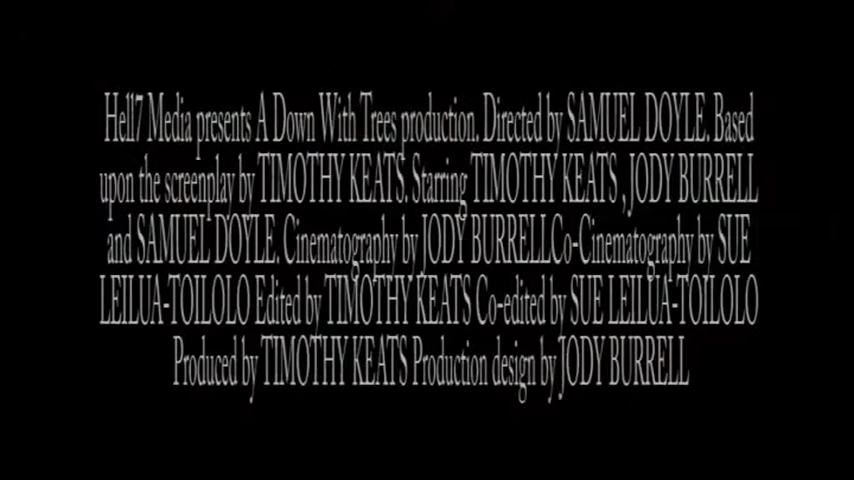 Hell7 Media presents A Down With Trees production. Directed by SAMUEL DOYLE. Based
upon the screenplay by TIMOTHY KEATS. Starring TIMOTHY KEATS , JODY BURRELL
and SAMUEL DOYLE. Cinematography by JODY BURRELLCo-Cinematography by SUE
LEILUA-TOILOLO Edited by TIMOTHY KEATS Co-edited by SUE LEILUA-TOILOLO
Produced by TIMOTHY KEATS Production design by JODY BURRELL